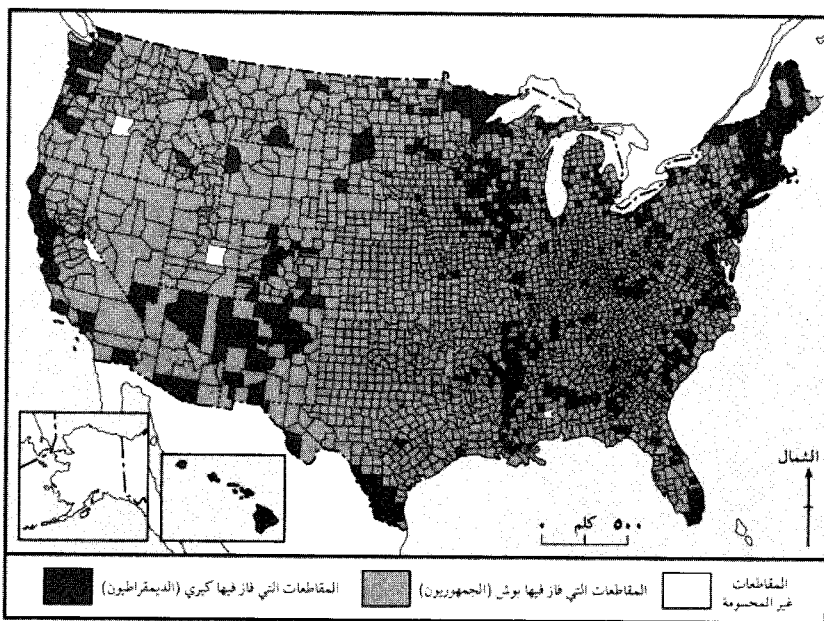 الشمال
٠ كلم ٥٠٠
المقاطعات غير المحسومة
المقاطعات التي فاز فيها بوش (الجمهوريون)
المقاطعات التي فاز فيها كيري (الديمقراطيون)